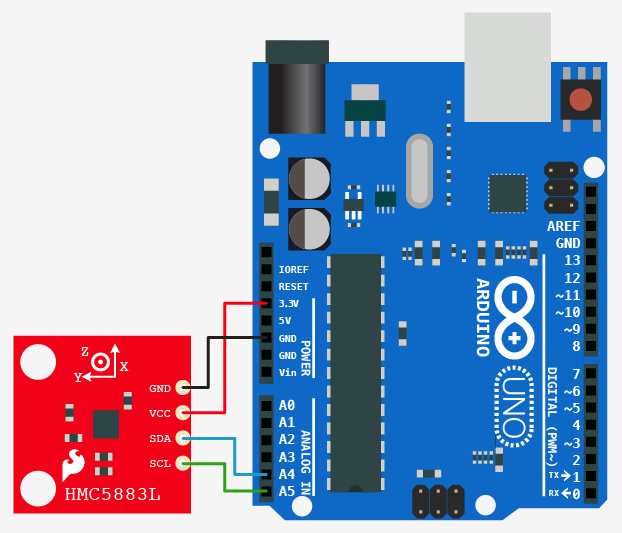 IOREF
RESET
3.3V
5V
GND
GND
Vin
POWER
A0
A1
A2
A3
A4
A5
ANALOG IN
AREF
GND
13
12
~11
~10
~9
8
7
~6
~5
4
~3
2
TX→1
RX←0
DIGITAL (PWM~)
ARDUINO
UNO
Z
X
Y
GND
VCC
SDA
SCL
HMC5883L